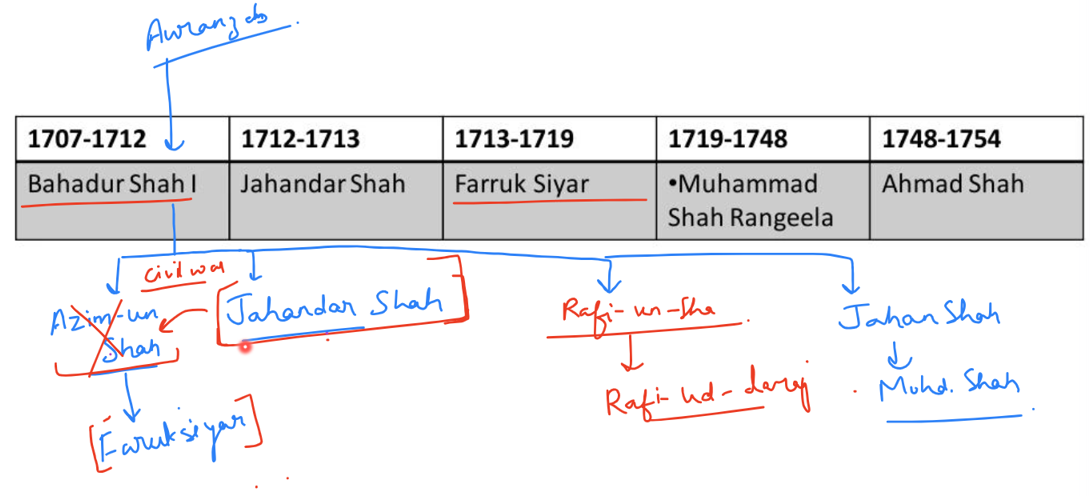 Auranzeb
1707-1712 1712-1713 1713-1719 1719-1748 1748-1754
Bahadur Shah I Jahandar Shah Farruk Siyar •Muhammad Ahmad Shah
Shah Rangeela
civil war
Azim-un Jahandar Shah Rafi-un-Sha Jahan Shah
Shah
Rafi-ud-daraj Muhd. Shah
Faruksiyar